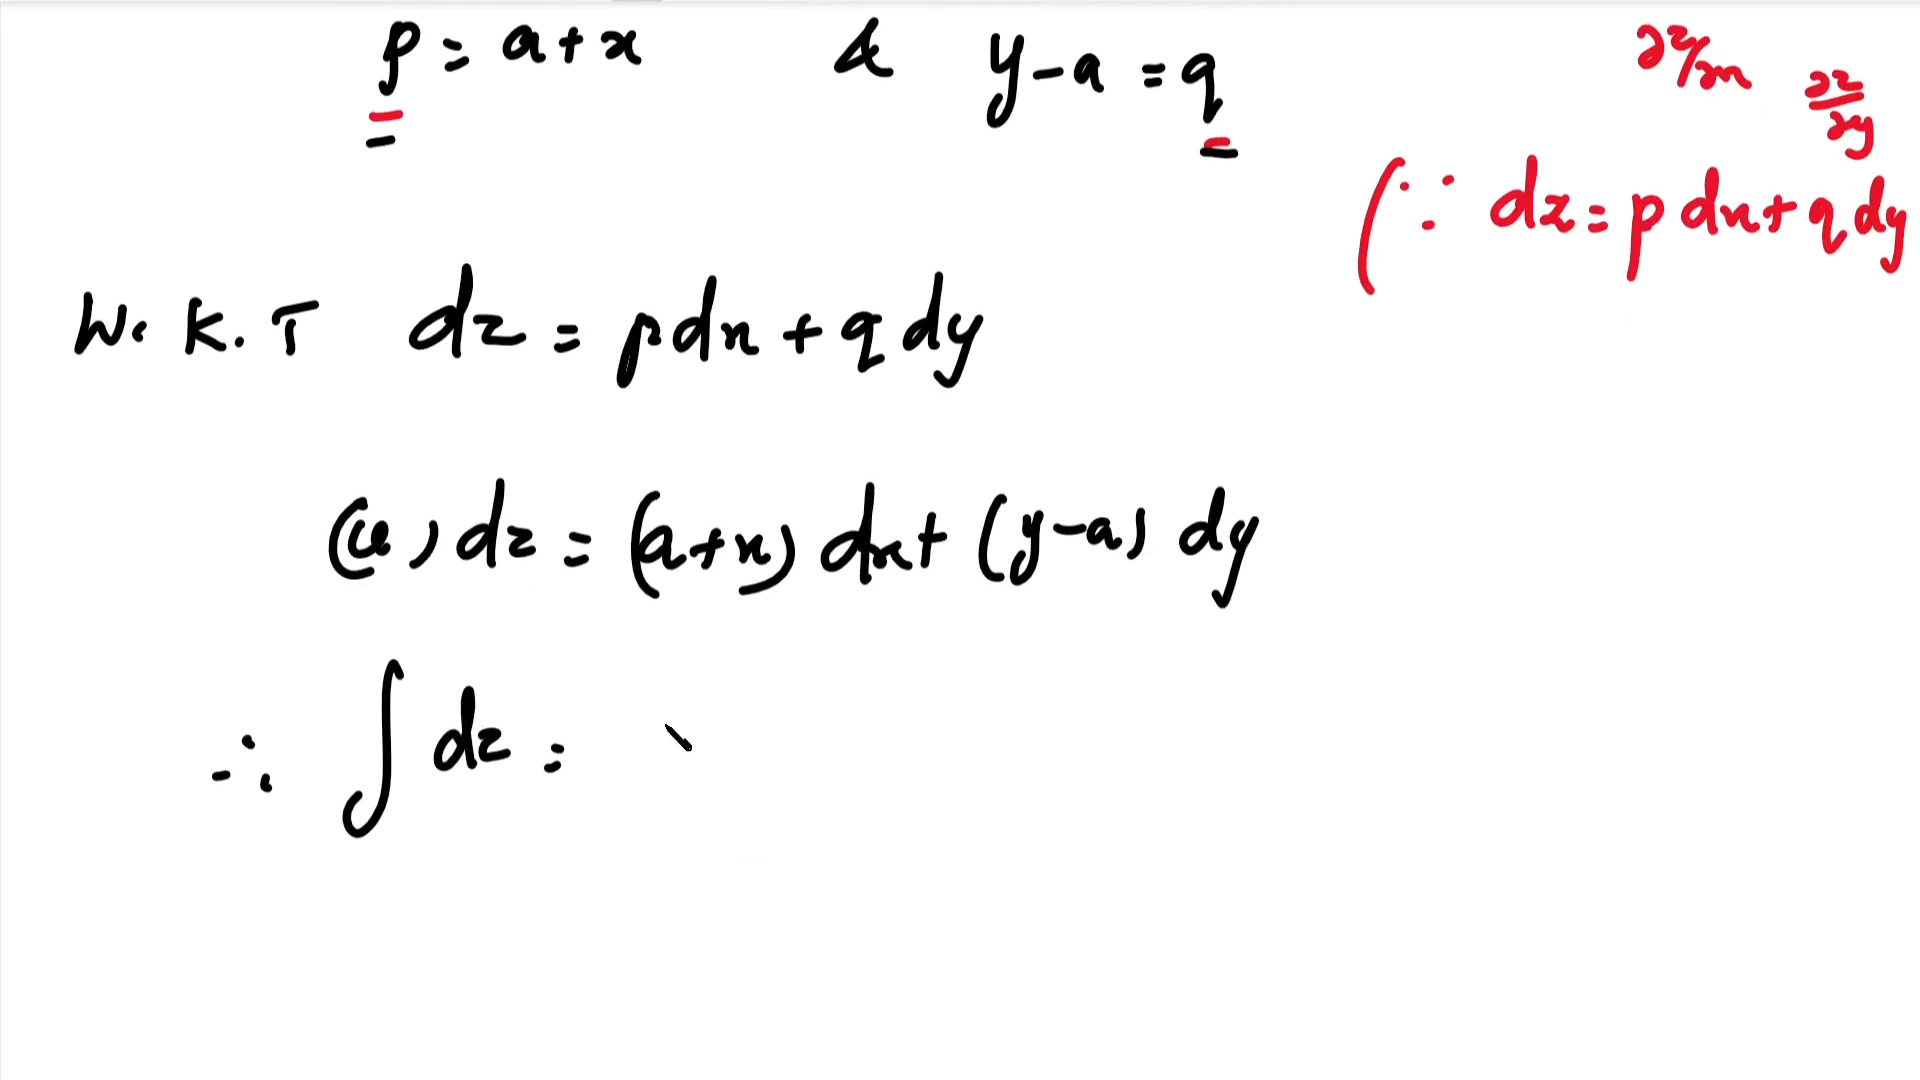 p = a + x & y - a = q
∂z/∂x ∂z/∂y
(∵ dz = p dx + q dy
W. K. T dz = p dx + q dy
(ie) dz = (a + x) dx + (y - a) dy
∴ ∫ dz =